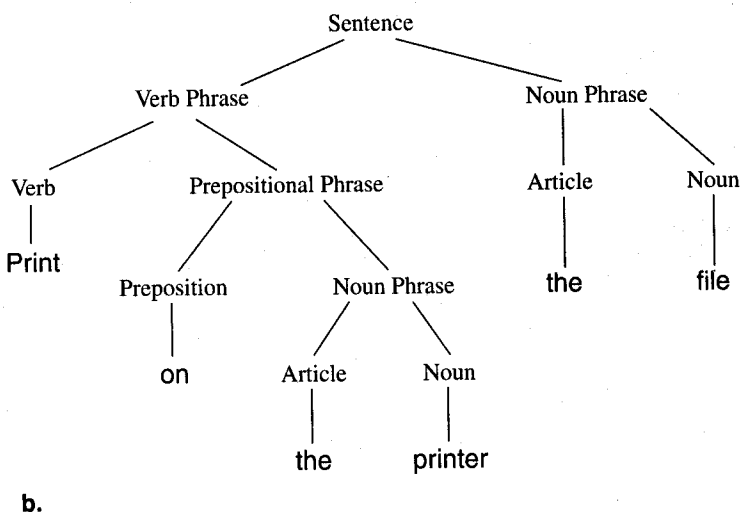 Sentence
Verb Phrase Noun Phrase
Verb Prepositional Phrase Article Noun
Print
Preposition Noun Phrase the file
on Article Noun
the printer
b.